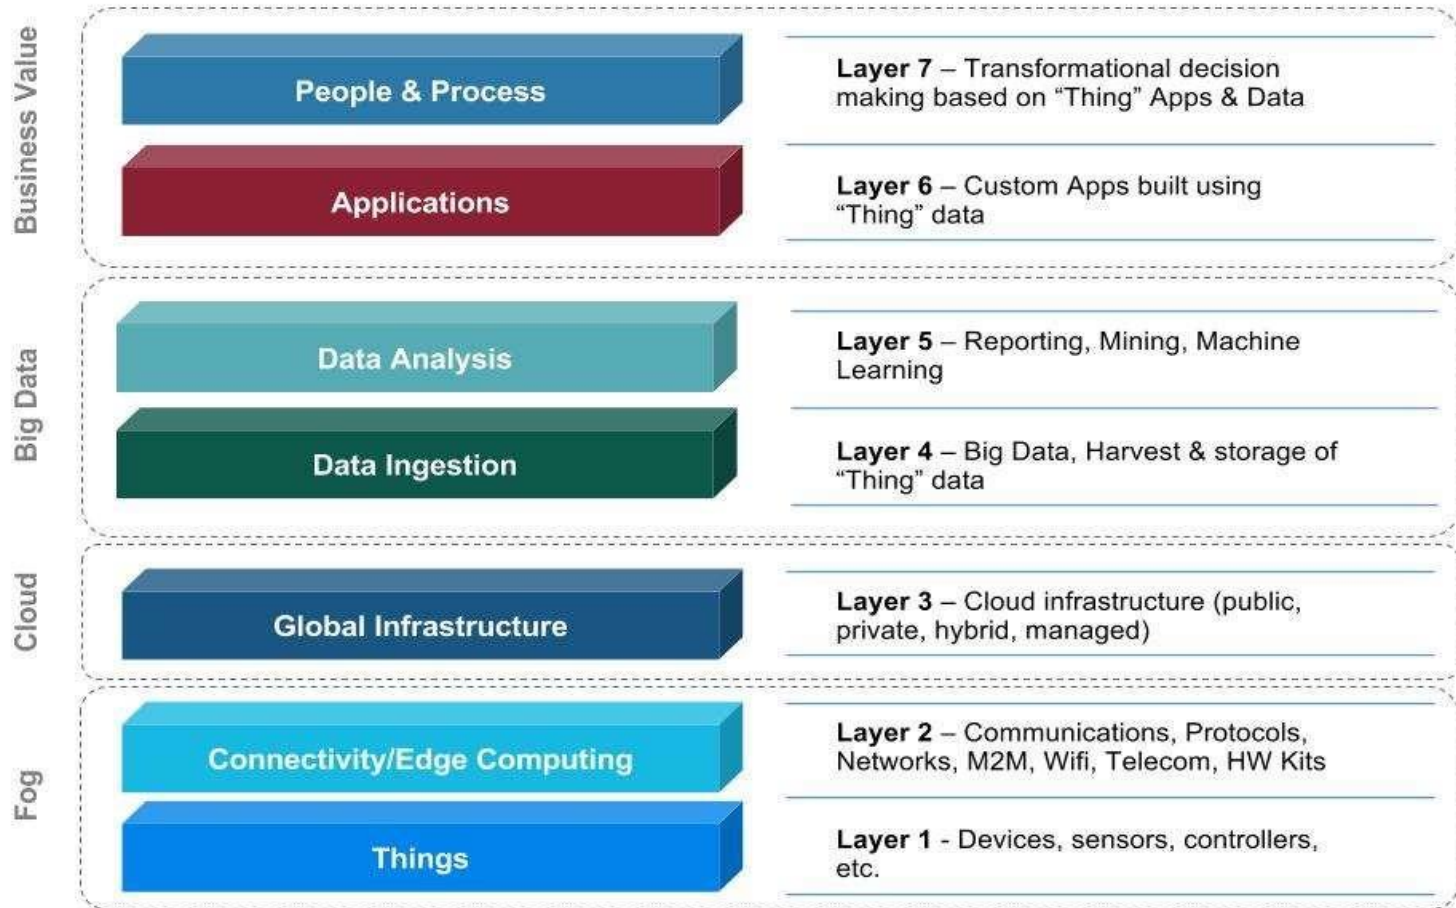 Business Value
People & Process
Layer 7 – Transformational decision
making based on “Thing” Apps & Data
Applications
Layer 6 – Custom Apps built using
“Thing” data
Big Data
Data Analysis
Layer 5 – Reporting, Mining, Machine
Learning
Data Ingestion
Layer 4 – Big Data, Harvest & storage of
“Thing” data
Cloud
Global Infrastructure
Layer 3 – Cloud infrastructure (public,
private, hybrid, managed)
Fog
Connectivity/Edge Computing
Layer 2 – Communications, Protocols,
Networks, M2M, Wifi, Telecom, HW Kits
Things
Layer 1 - Devices, sensors, controllers,
etc.